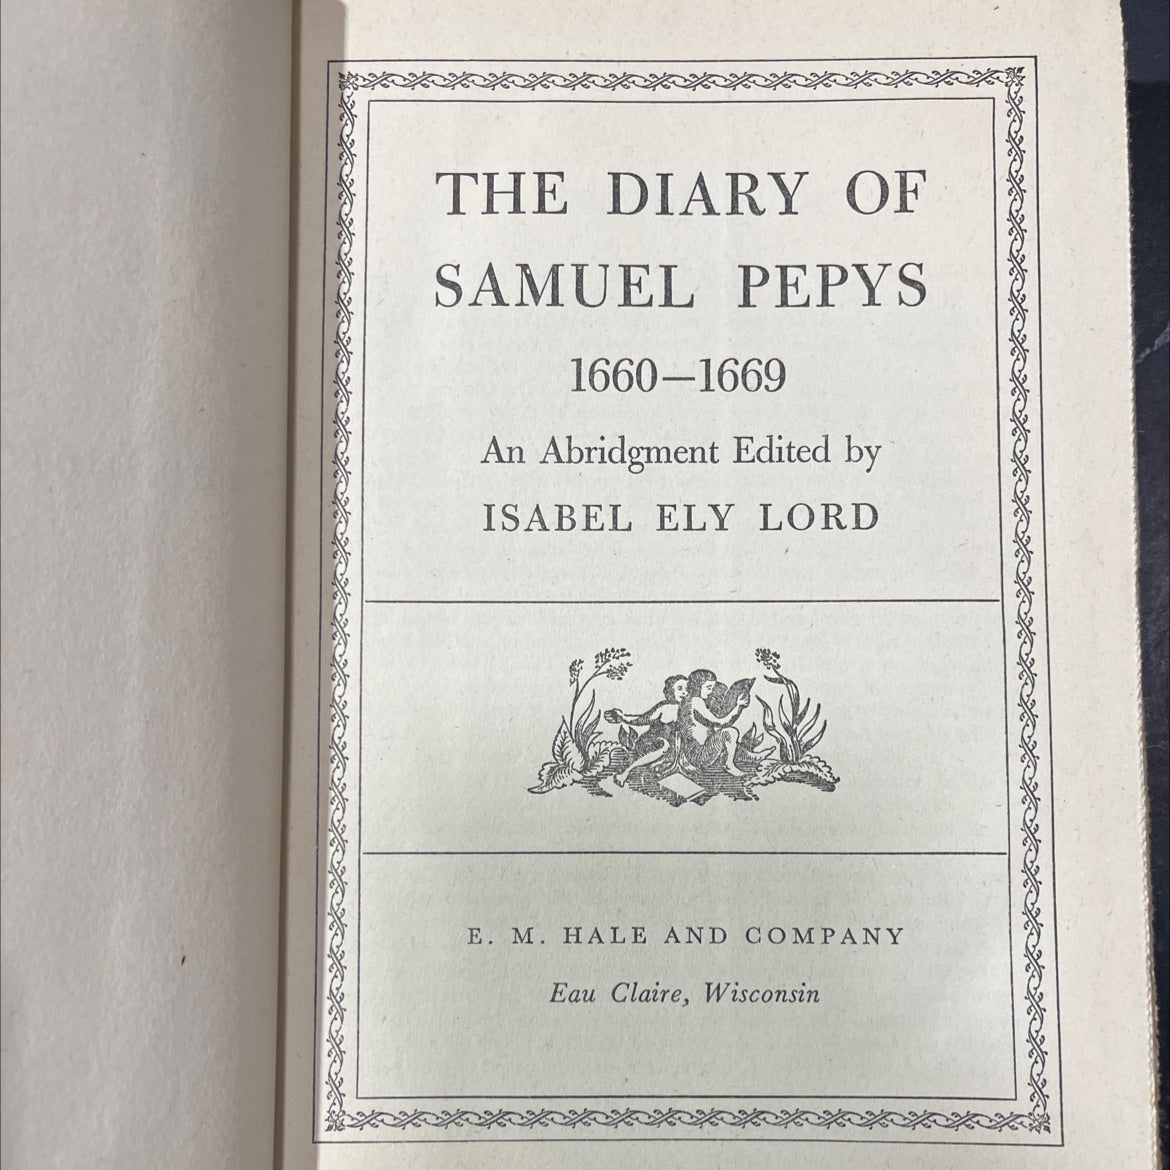 THE DIARY OF
SAMUEL PEPYS
1660—1669
An Abridgment Edited by
ISABEL ELY LORD
E. M. HALE AND COMPANY
Eau Claire, Wisconsin